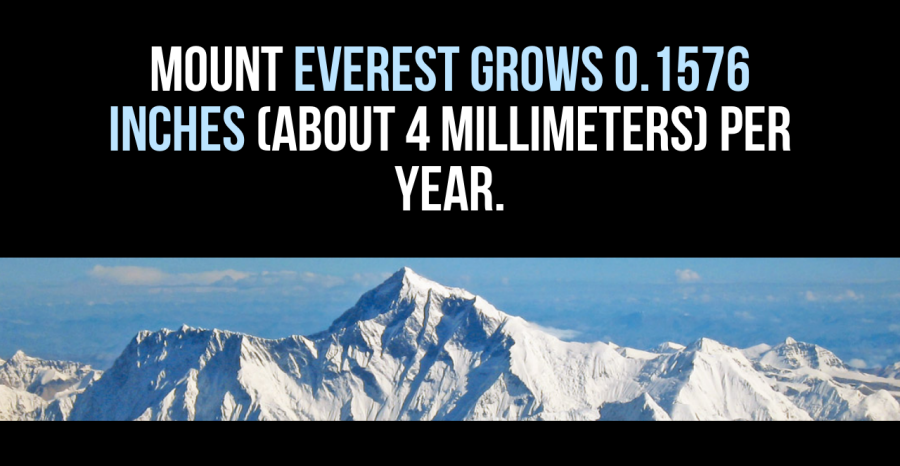 MOUNT EVEREST GROWS 0.1576
INCHES (ABOUT 4 MILLIMETERS) PER
YEAR.